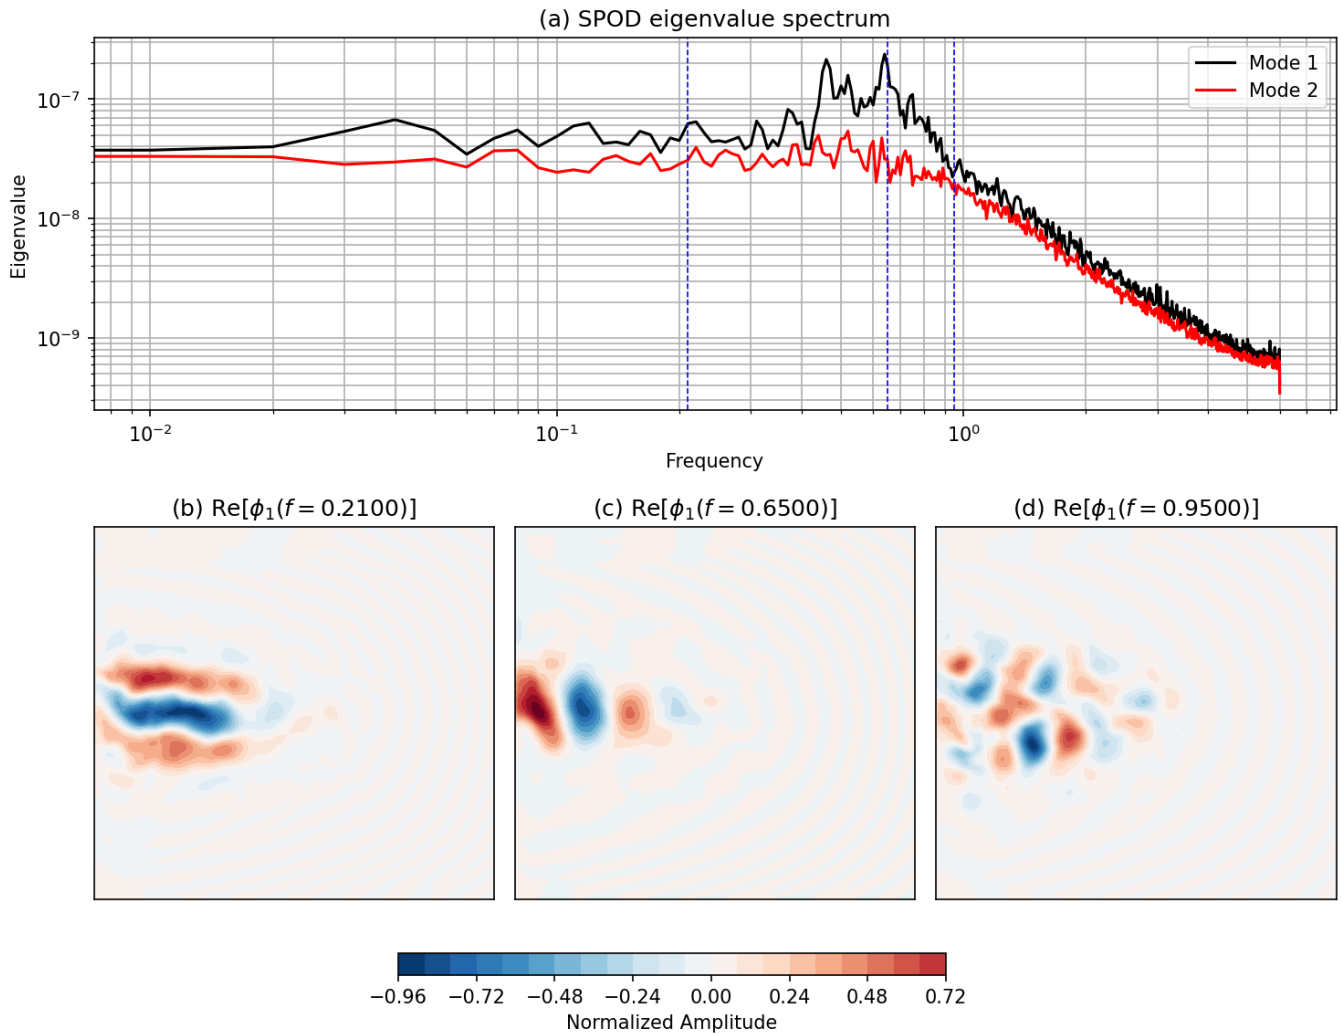 (a) SPOD eigenvalue spectrum
Eigenvalue
10⁻⁷
10⁻⁸
10⁻⁹
Mode 1
Mode 2
10⁻² 10⁻¹ 10⁰
Frequency
(b) Re[ϕ₁(f = 0.2100)] (c) Re[ϕ₁(f = 0.6500)] (d) Re[ϕ₁(f = 0.9500)]
−0.96 −0.72 −0.48 −0.24 0.00 0.24 0.48 0.72
Normalized Amplitude